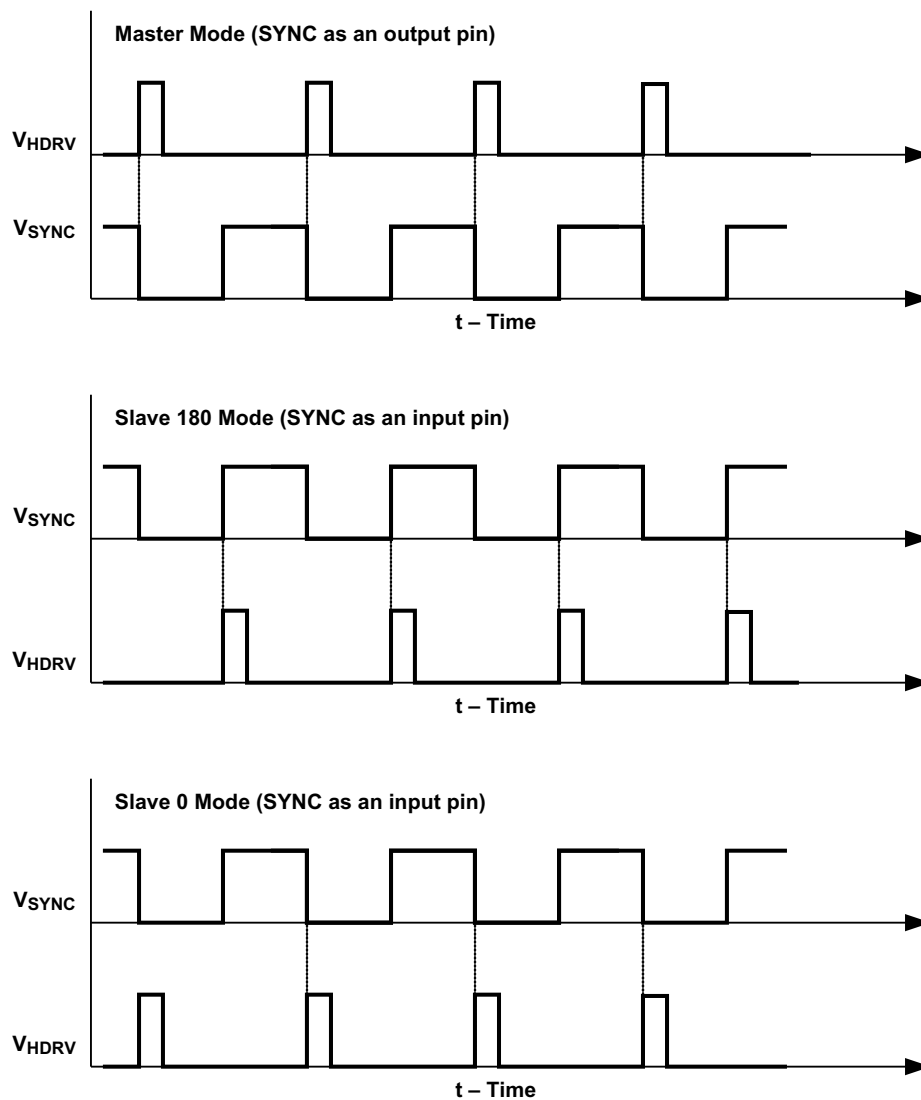 Master Mode (SYNC as an output pin)
VHDRV
VSYNC
t – Time
Slave 180 Mode (SYNC as an input pin)
VSYNC
VHDRV
t – Time
Slave 0 Mode (SYNC as an input pin)
VSYNC
VHDRV
t – Time